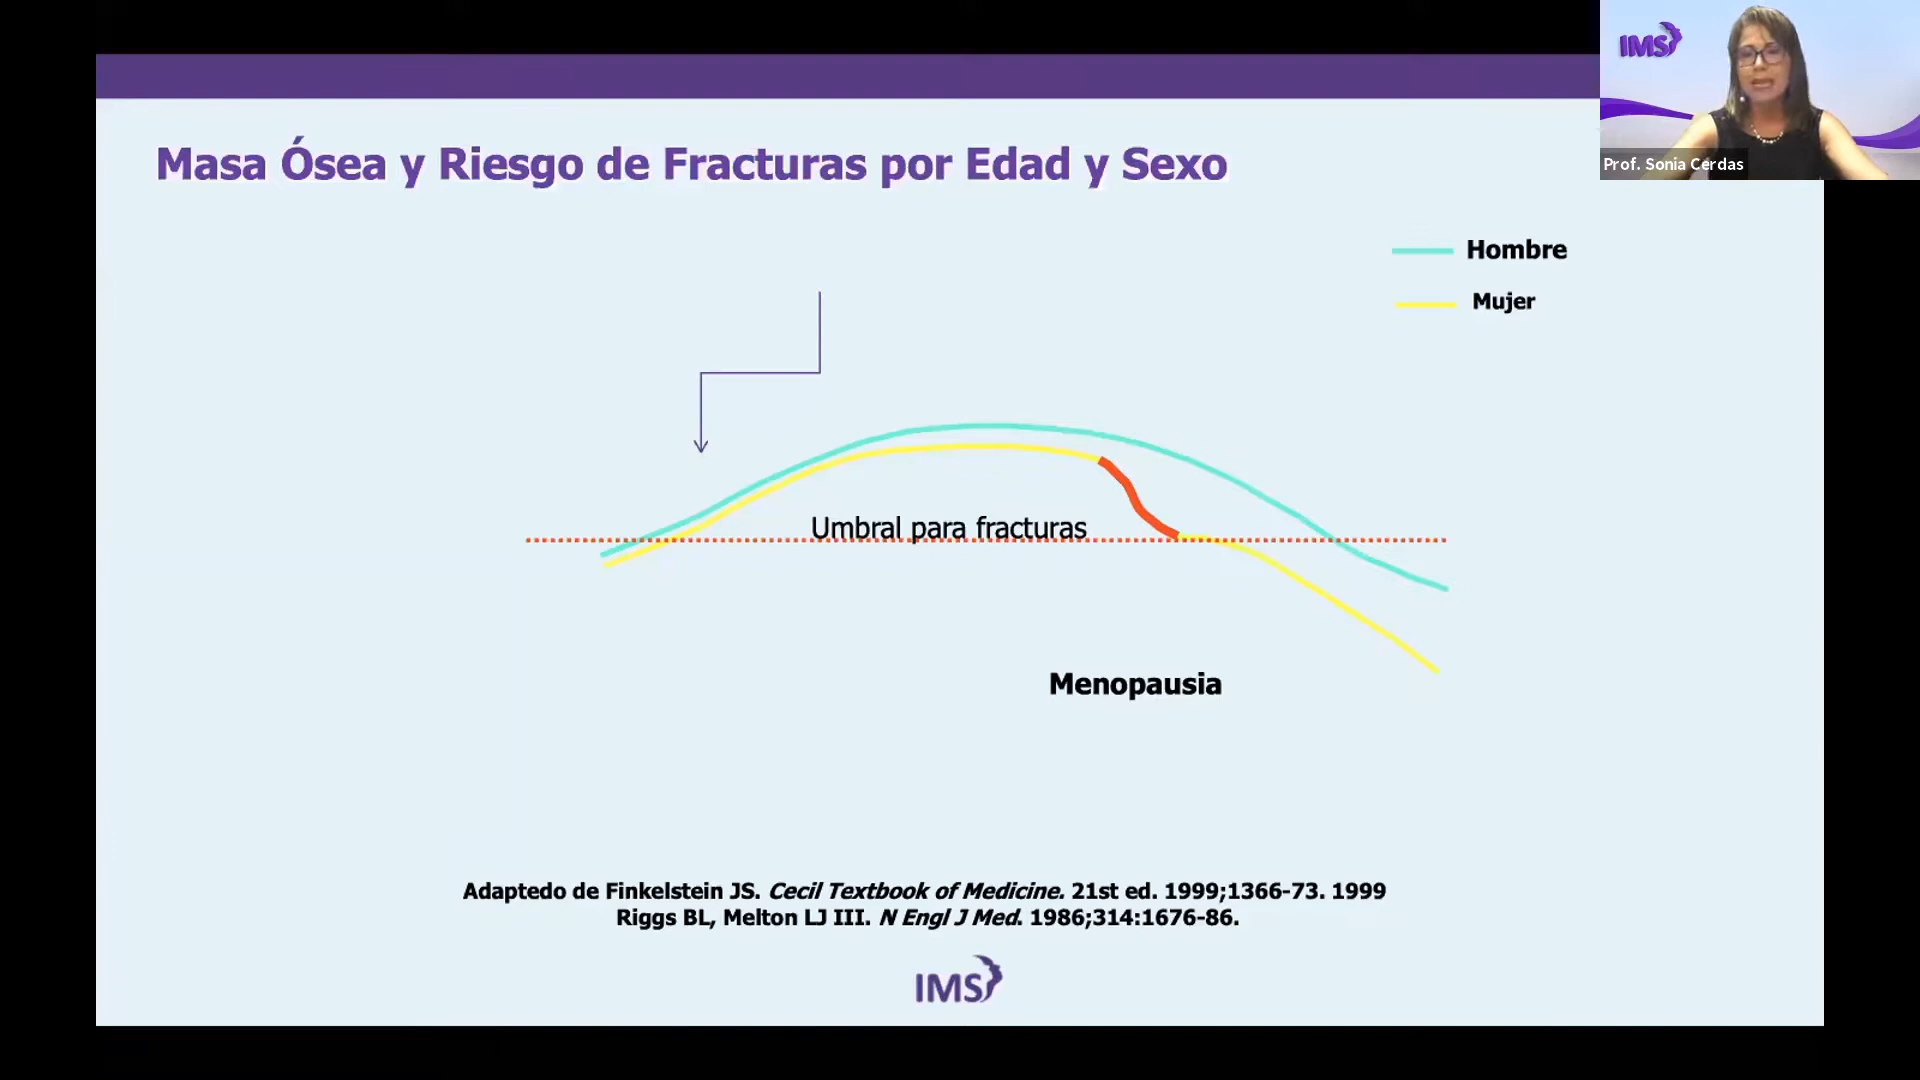 IMS
Prof. Sonia Cerdas
Masa Ósea y Riesgo de Fracturas por Edad y Sexo
Hombre
Mujer
Umbral para fracturas
Menopausia
Adaptedo de Finkelstein JS. Cecil Textbook of Medicine. 21st ed. 1999;1366-73. 1999
Riggs BL, Melton LJ III. N Engl J Med. 1986;314:1676-86.
IMS